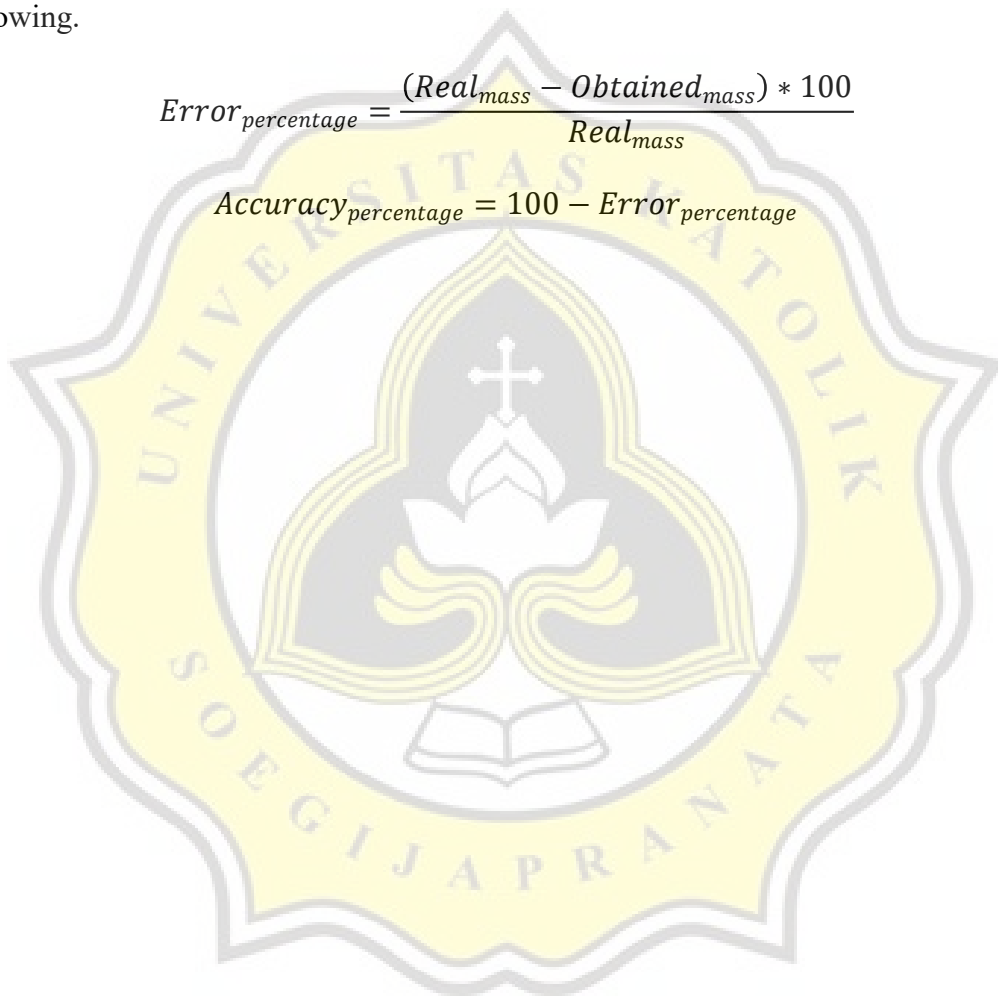 owing.
Error_percentage = (Real_mass − Obtained_mass) * 100 / Real_mass
Accuracy_percentage = 100 − Error_percentage
UNIVERSITAS KATOLIK
SOEGIJAPRANATA